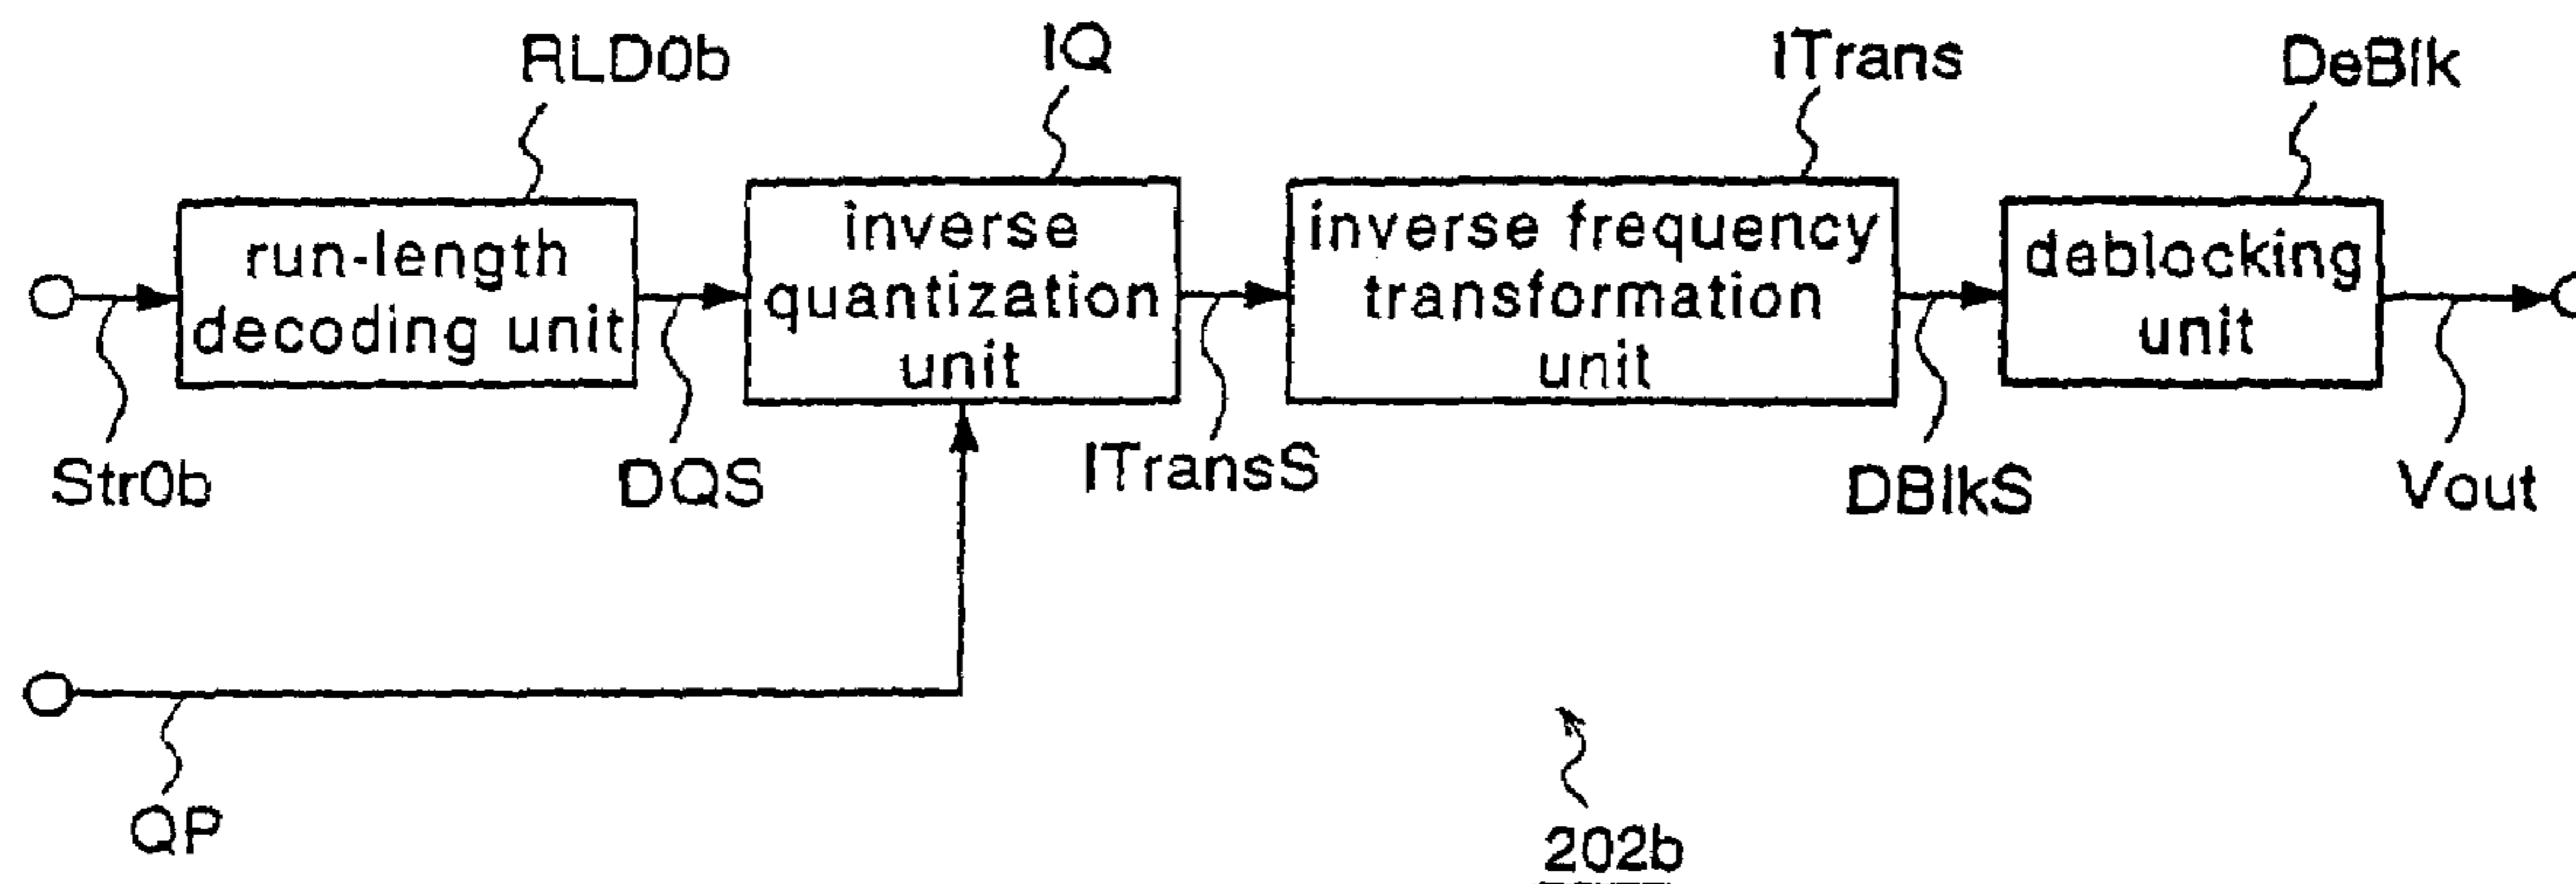 RLD0b
IQ
ITrans
DeBlk
run-length
decoding unit
inverse
quantization
unit
inverse frequency
transformation
unit
deblocking
unit
Str0b
DQS
ITransS
DBlkS
Vout
QP
202b